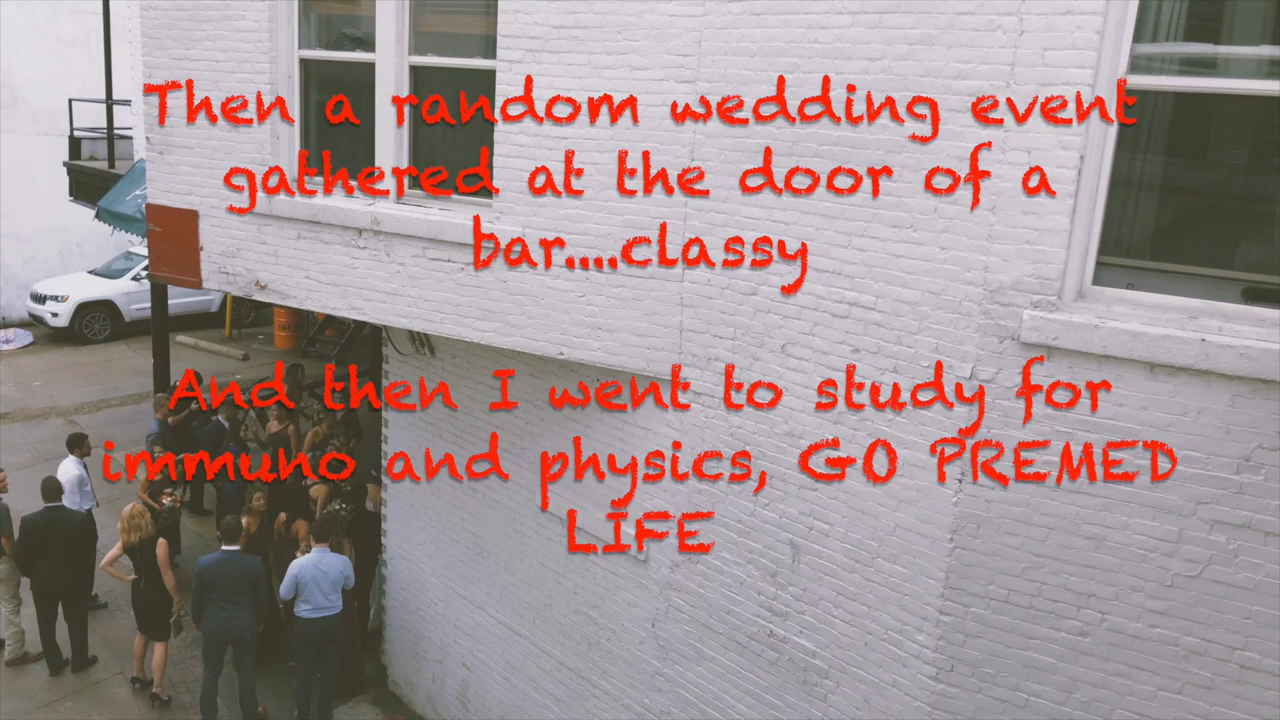 Then a random wedding event
gathered at the door of a
bar....classy
And then I went to study for
immuno and physics, GO PREMED
LIFE